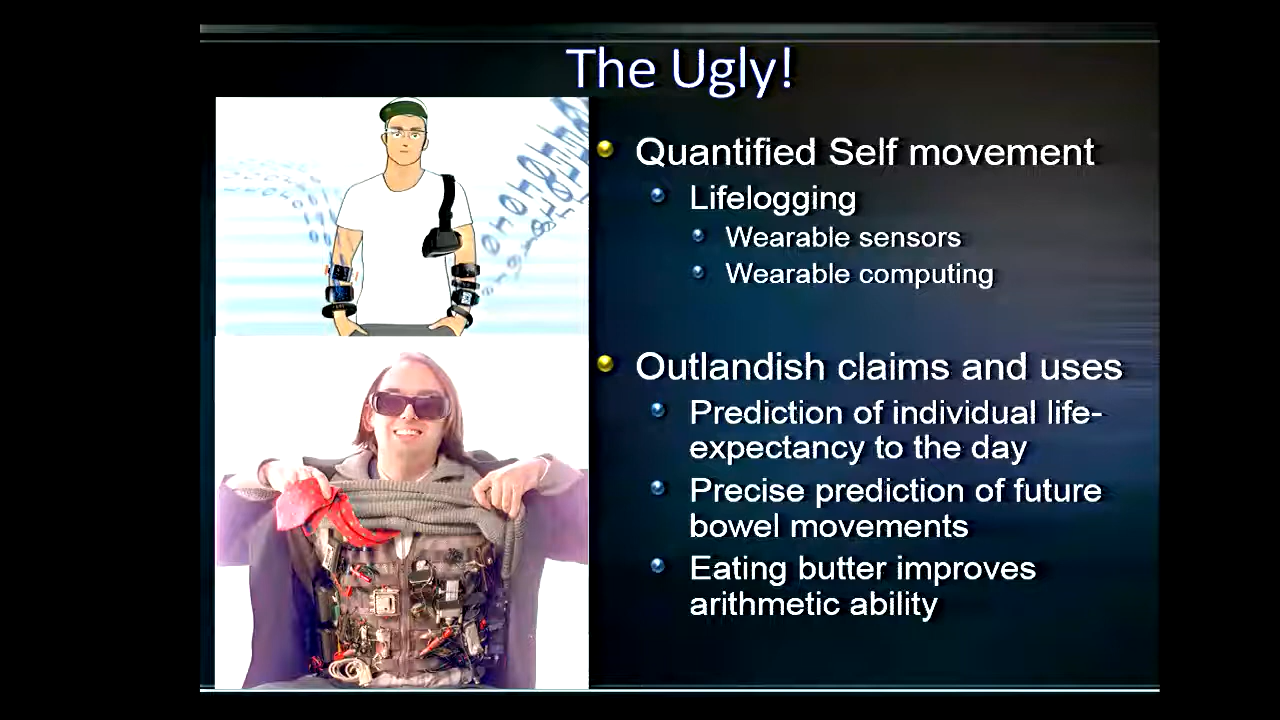 The Ugly!
Quantified Self movement
Lifelogging
Wearable sensors
Wearable computing
Outlandish claims and uses
Prediction of individual life-
expectancy to the day
Precise prediction of future
bowel movements
Eating butter improves
arithmetic ability